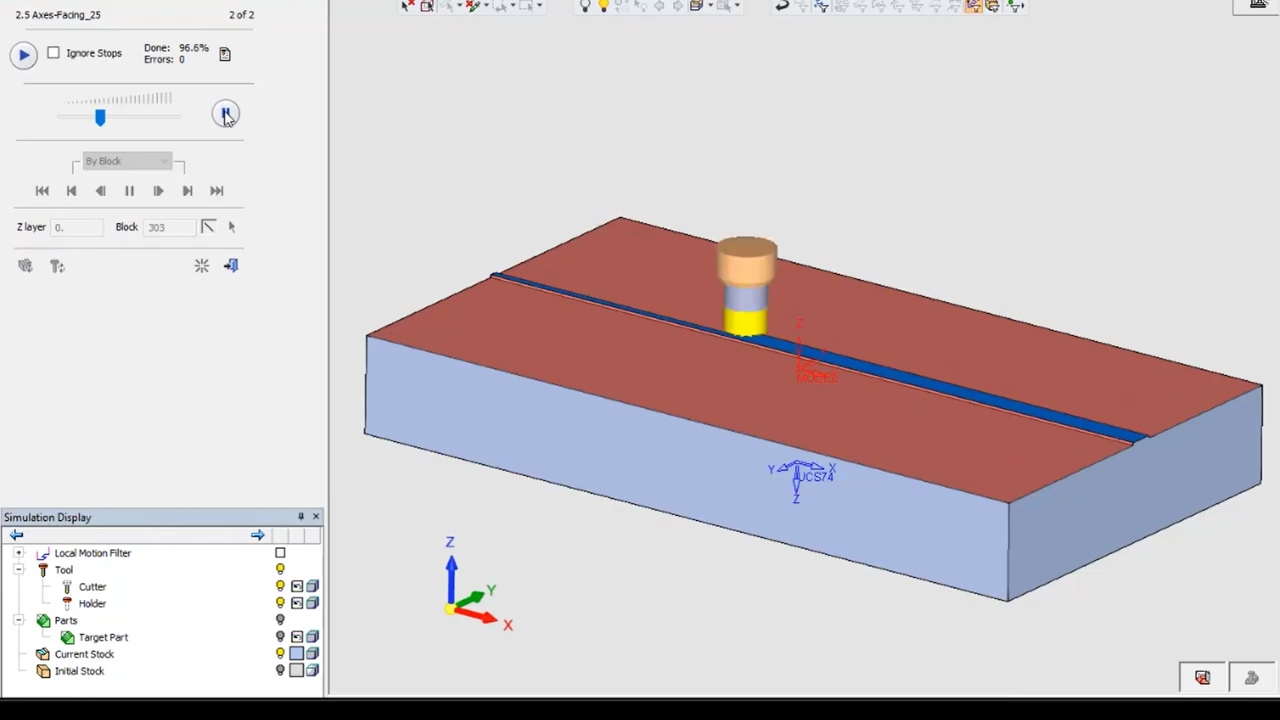 2.5 Axes-Facing_25
2 of 2
Ignore Stops
Done: 96.6%
Errors: 0
By Block
Z layer 0.
Block 303
Z
MODEL
Y X
UCS74
Z
Z
Y
X
Simulation Display
Local Motion Filter
Tool
Cutter
Holder
Parts
Target Part
Current Stock
Initial Stock